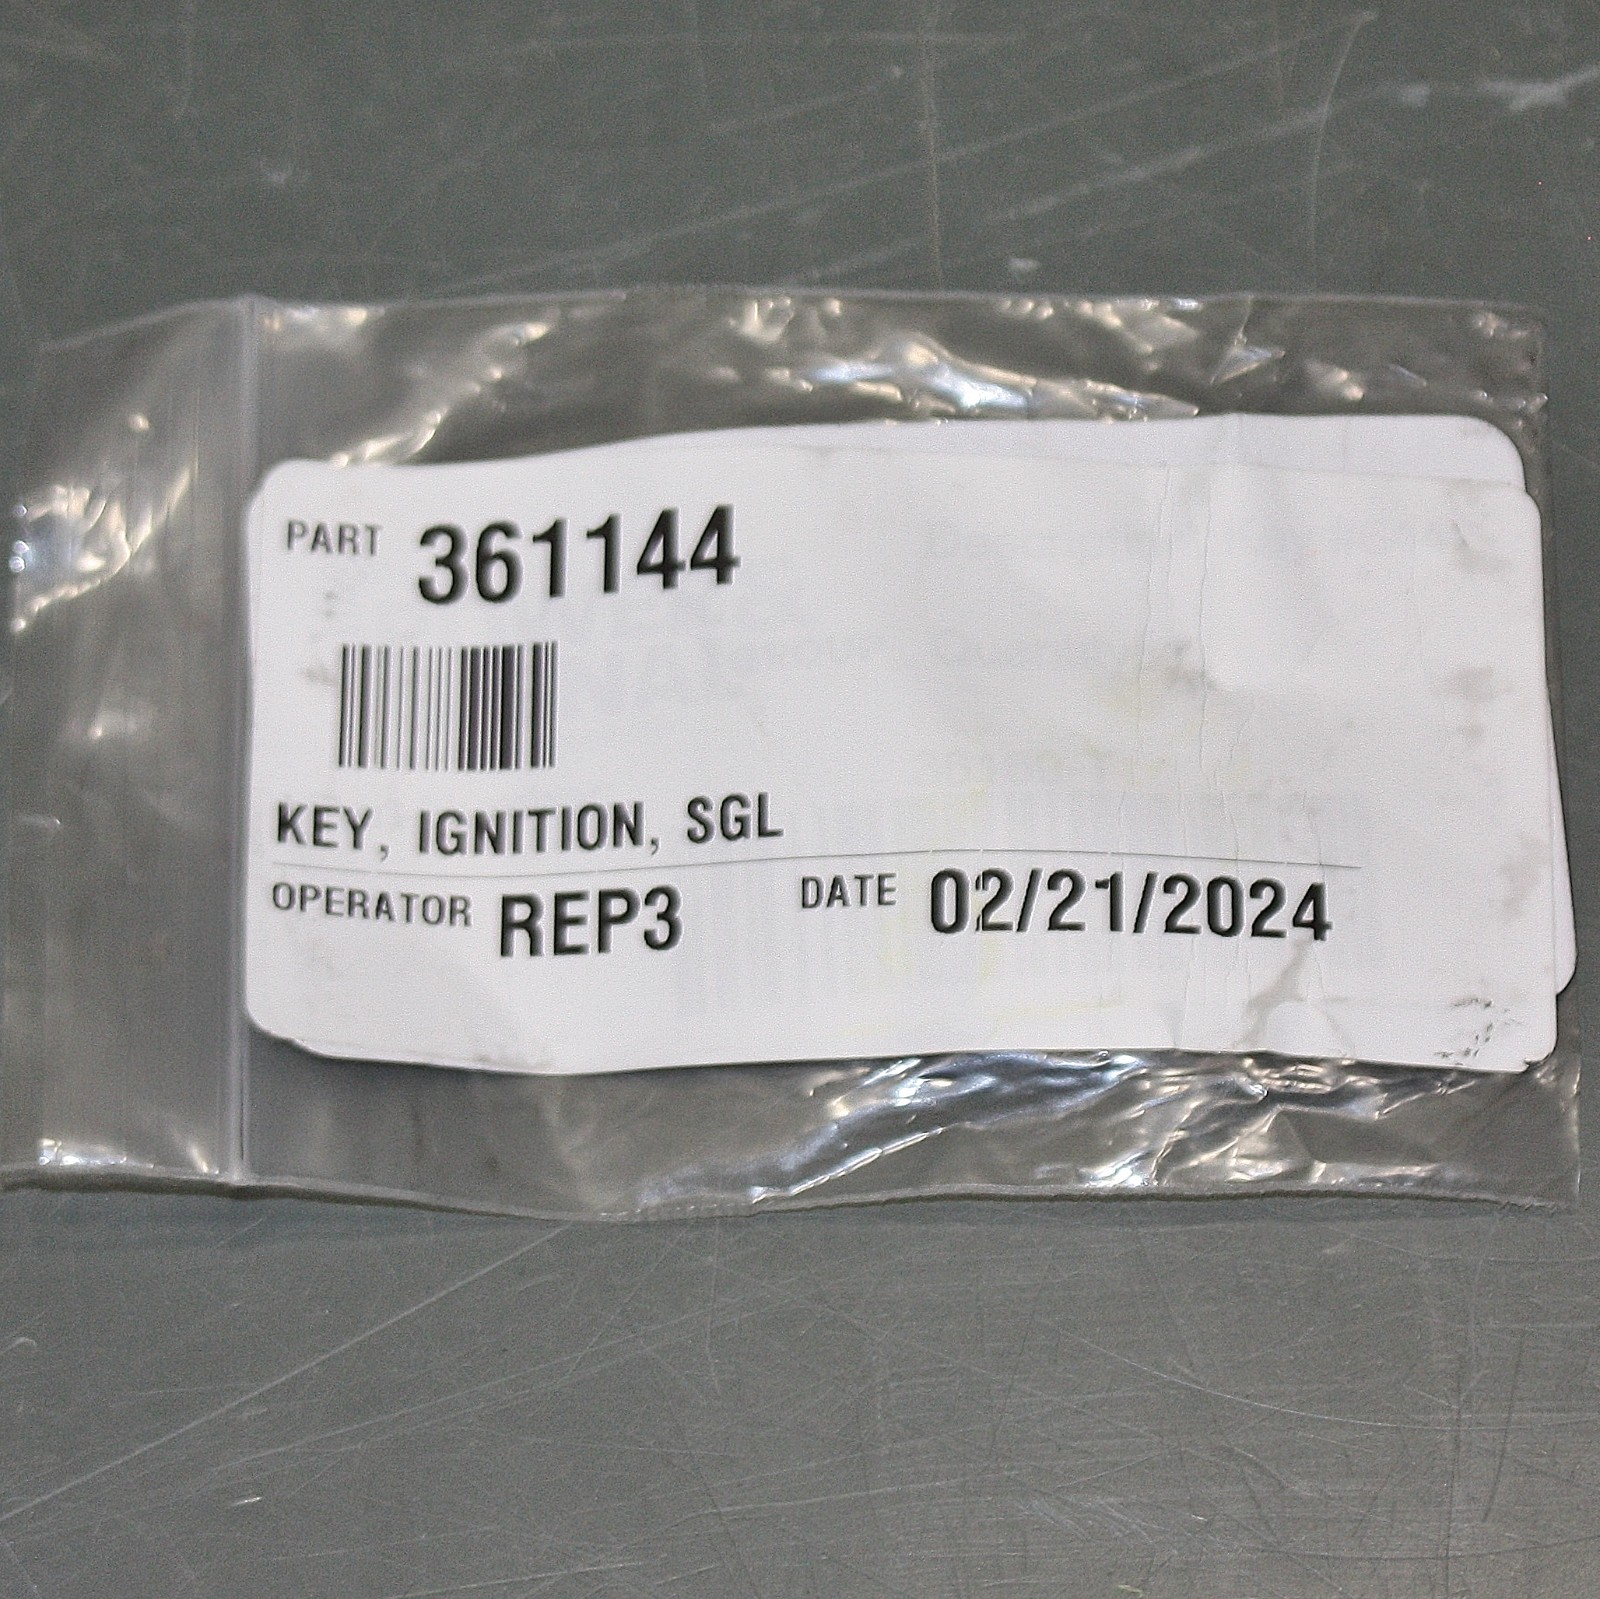 PART 361144
KEY, IGNITION, SGL
OPERATOR REP3 DATE 02/21/2024